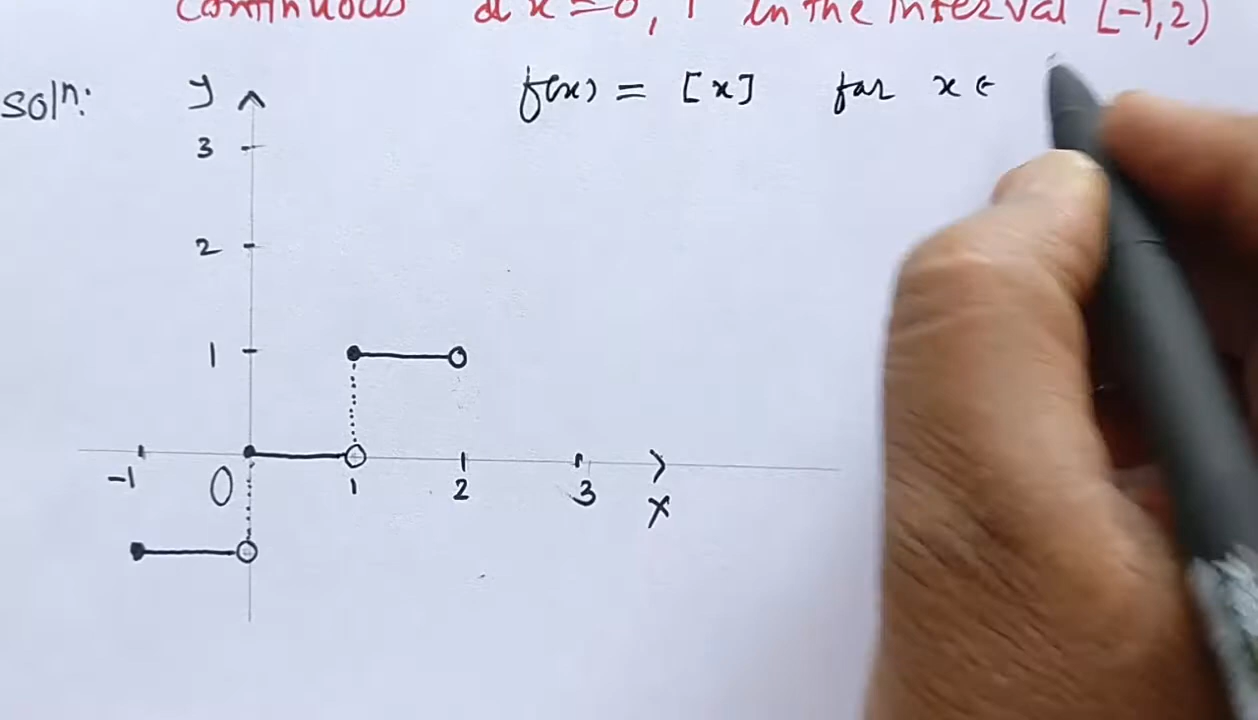 continuous at x = 0, 1 in the interval [-1, 2)
soln:
y
f(x) = [x] for x ∈
3
2
1
-1 0 1 2 3
x